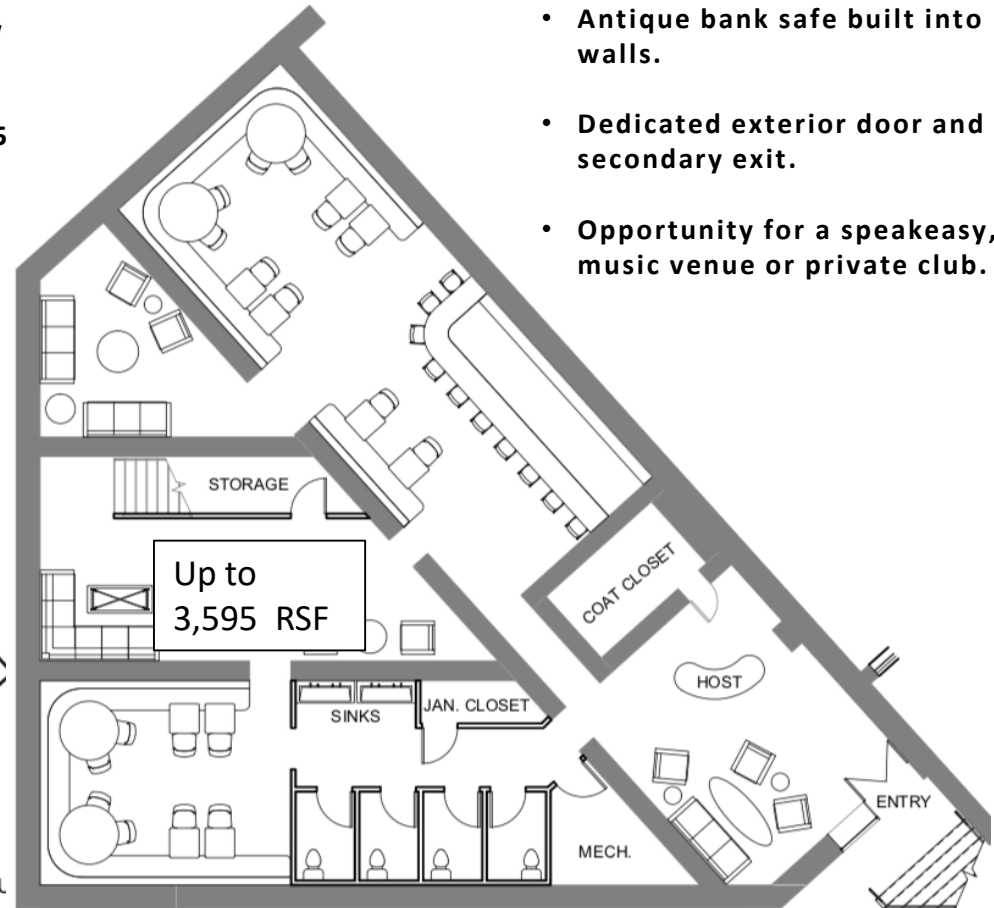 • Antique bank safe built into
walls.
• Dedicated exterior door and
secondary exit.
• Opportunity for a speakeasy,
music venue or private club.
STORAGE
Up to
3,595 RSF
COAT CLOSET
HOST
SINKS
JAN. CLOSET
ENTRY
MECH.